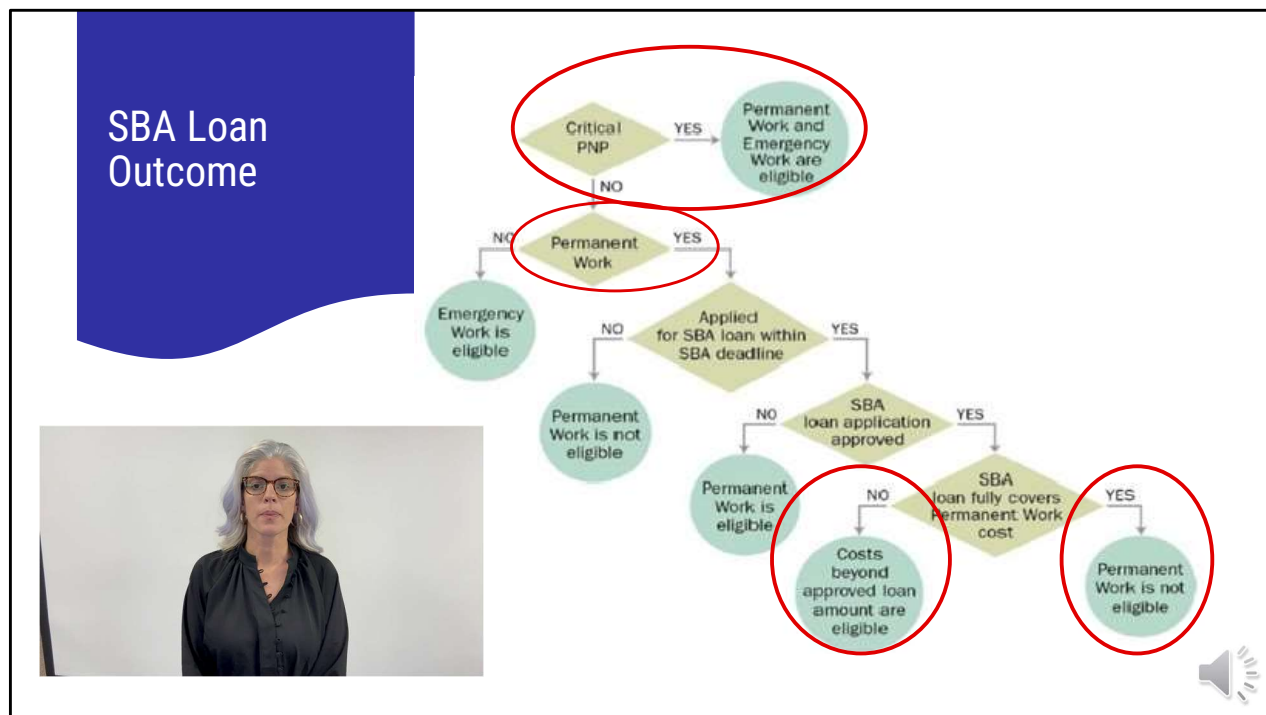 SBA Loan
Outcome
Critical
PNP
YES
Permanent
Work and
Emergency
Work are
eligible
NO
NO
Permanent
Work
YES
Emergency
Work is
eligible
NO
Applied
for SBA loan within
SBA deadline
YES
Permanent
Work is not
eligible
NO
SBA
loan application
approved
YES
Permanent
Work is
eligible
NO
SBA
loan fully covers
Permanent Work
cost
YES
Costs
beyond
approved loan
amount are
eligible
Permanent
Work is not
eligible